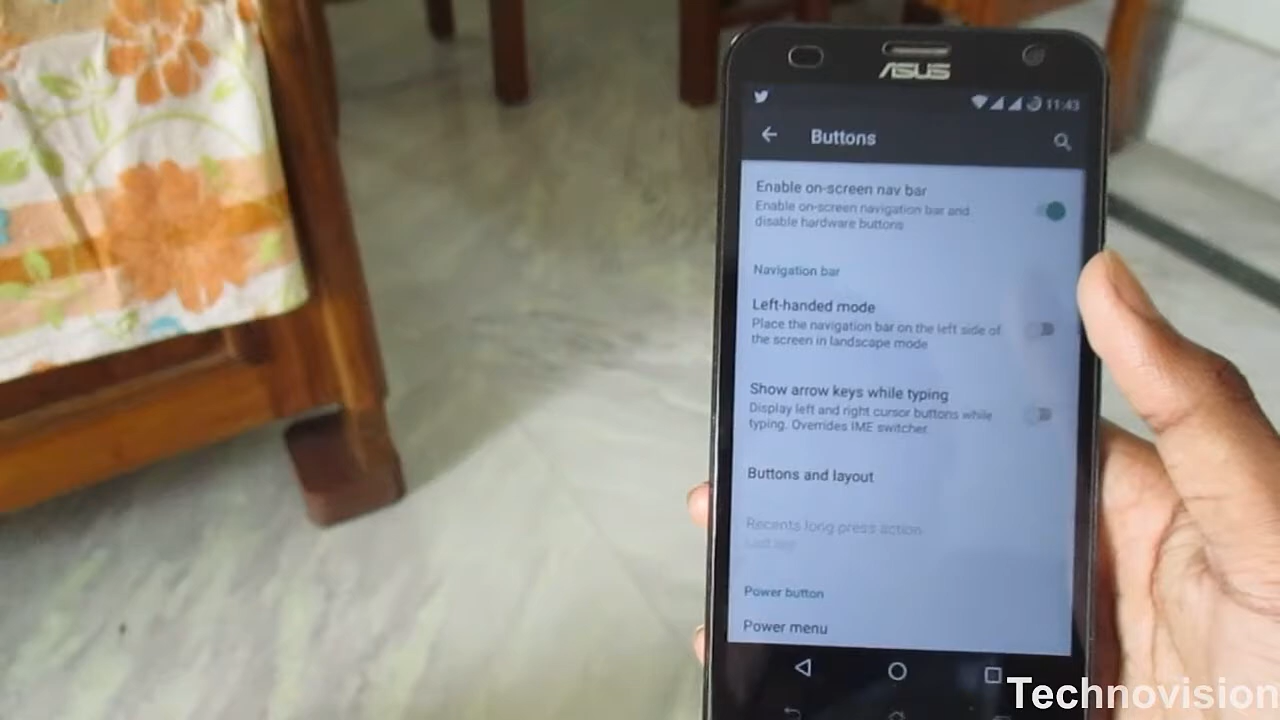 ASUS
11:43
Buttons
Enable on-screen nav bar
Enable on-screen navigation bar and
disable hardware buttons
Navigation bar
Left-handed mode
Place the navigation bar on the left side of
the screen in landscape mode
Show arrow keys while typing
Display left and right cursor buttons while
typing. Overrides IME switcher.
Buttons and layout
Recents long press action
Power button
Power menu
Technovision